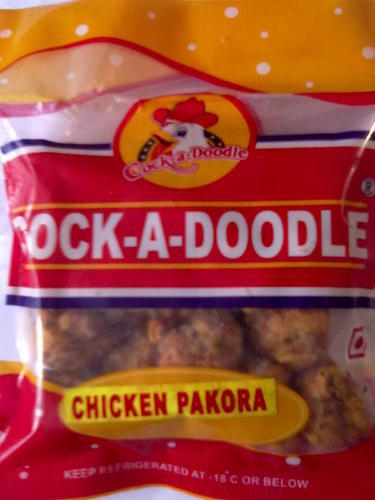 Cock-a-Doodle
®
COCK-A-DOODLE
CHICKEN PAKORA
KEEP REFRIGERATED AT -18°C OR BELOW